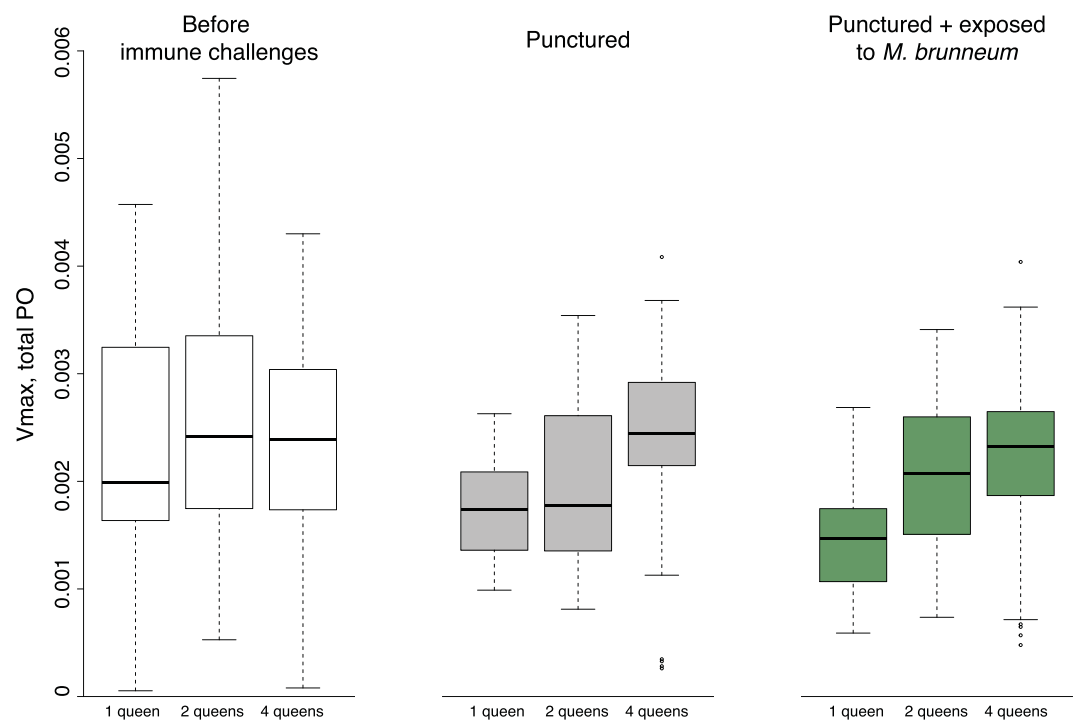 Before
immune challenges
Punctured
Punctured + exposed
to M. brunneum
Vmax, total PO
0.006
0.005
0.004
0.003
0.002
0.001
0
1 queen 2 queens 4 queens
1 queen 2 queens 4 queens
1 queen 2 queens 4 queens